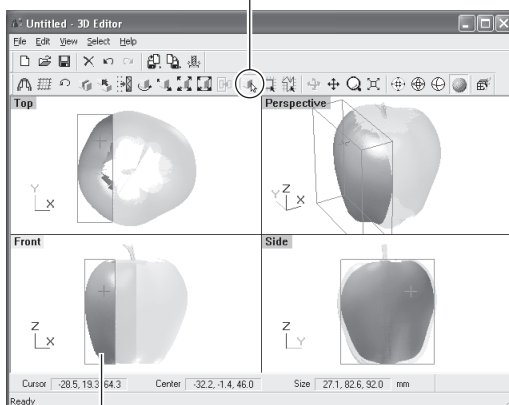 Untitled - 3D Editor
File Edit View Select Help
Top
Perspective
Y
X
Z
Y
X
Front
Side
Z
X
Z
Y
Cursor -28.5, 19.3, 64.3 Center -32.2, -1.4, 46.0 Size 27.1, 82.6, 92.0 mm
Ready